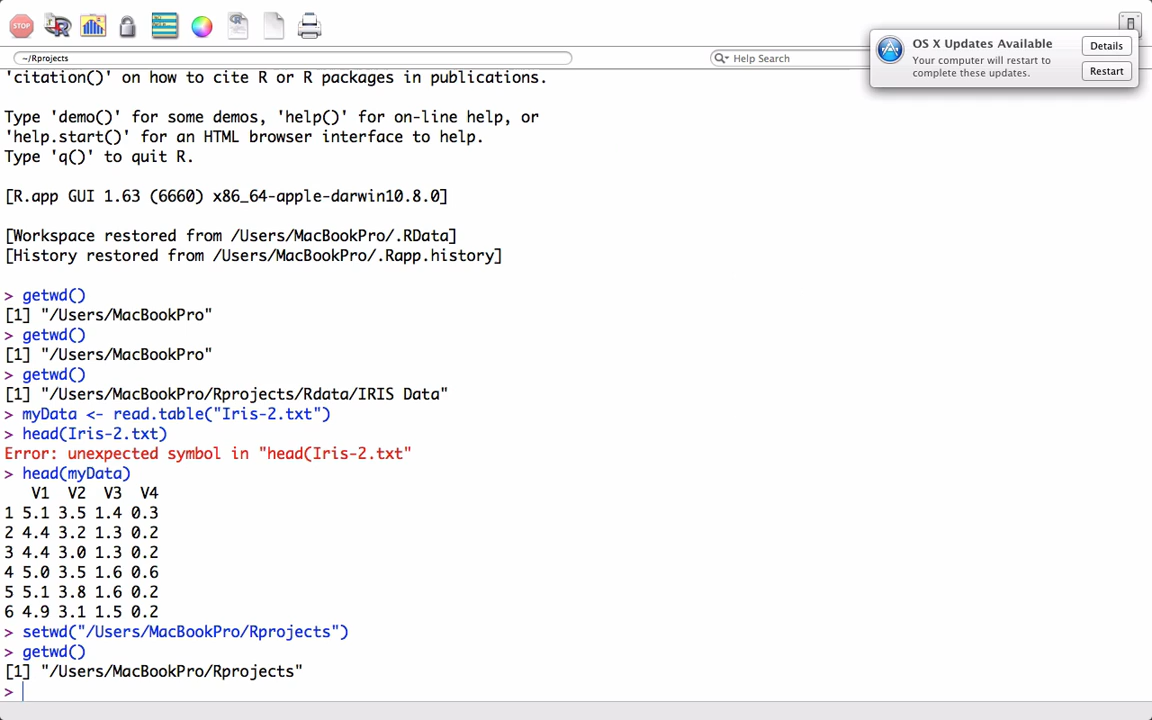 STOP
~/Rprojects
Help Search
OS X Updates Available
Your computer will restart to
complete these updates.
Details
Restart
'citation()' on how to cite R or R packages in publications.
Type 'demo()' for some demos, 'help()' for on-line help, or
'help.start()' for an HTML browser interface to help.
Type 'q()' to quit R.
[R.app GUI 1.63 (6660) x86_64-apple-darwin10.8.0]
[Workspace restored from /Users/MacBookPro/.RData]
[History restored from /Users/MacBookPro/.Rapp.history]
> getwd()
[1] "/Users/MacBookPro"
> getwd()
[1] "/Users/MacBookPro"
> getwd()
[1] "/Users/MacBookPro/Rprojects/Rdata/IRIS Data"
> myData <- read.table("Iris-2.txt")
> head(Iris-2.txt)
Error: unexpected symbol in "head(Iris-2.txt"
> head(myData)
V1 V2 V3 V4
1 5.1 3.5 1.4 0.3
2 4.4 3.2 1.3 0.2
3 4.4 3.0 1.3 0.2
4 5.0 3.5 1.6 0.6
5 5.1 3.8 1.6 0.2
6 4.9 3.1 1.5 0.2
> setwd("/Users/MacBookPro/Rprojects")
> getwd()
[1] "/Users/MacBookPro/Rprojects"
>